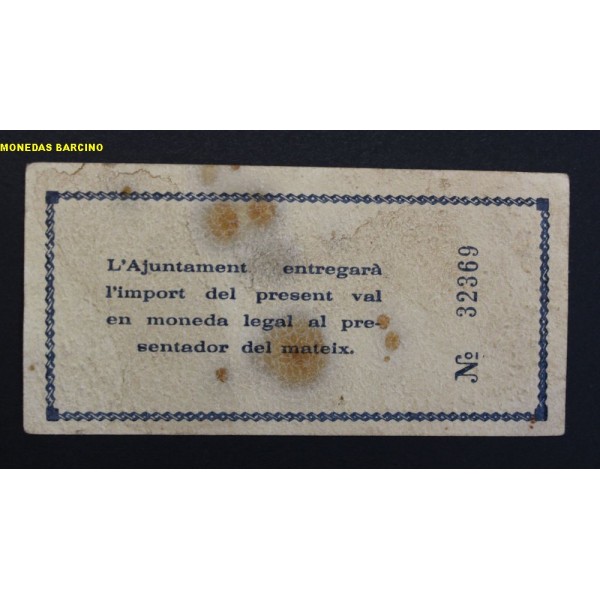 MONEDAS BARCINO
L'Ajuntament entregarà
l'import del present val
en moneda legal al pre-
sentador del mateix.
Nº 32369